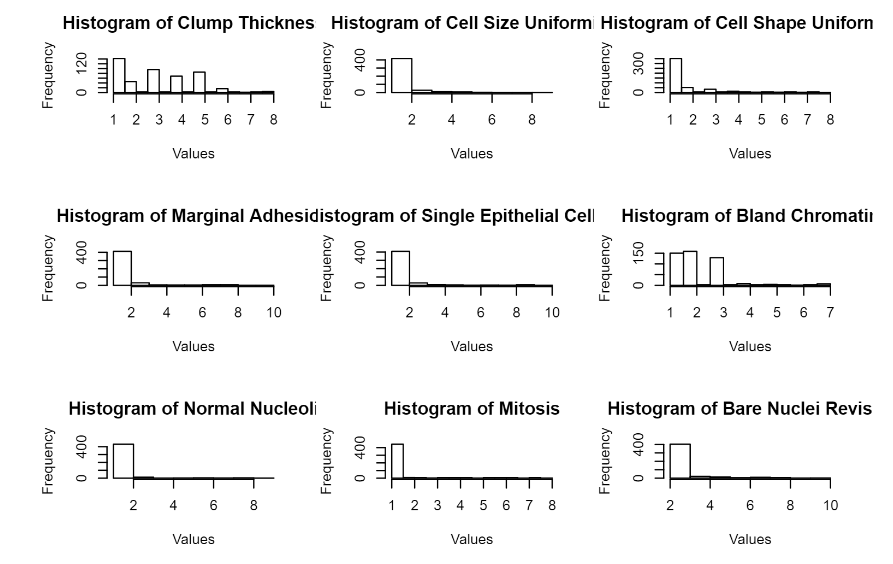 Histogram of Clump Thicknes
Frequency
0 120
1 2 3 4 5 6 7 8
Values
Histogram of Cell Size Uniformi
Frequency
0 400
2 4 6 8
Values
Histogram of Cell Shape Uniforn
Frequency
0 300
1 2 3 4 5 6 7 8
Values
Histogram of Marginal Adhesi
Frequency
0 400
2 4 6 8 10
Values
istogram of Single Epithelial Cel
Frequency
0 400
2 4 6 8 10
Values
Histogram of Bland Chromatin
Frequency
0 150
1 2 3 4 5 6 7
Values
Histogram of Normal Nucleoli
Frequency
0 400
2 4 6 8
Values
Histogram of Mitosis
Frequency
0 400
1 2 3 4 5 6 7 8
Values
Histogram of Bare Nuclei Revis
Frequency
0 400
2 4 6 8 10
Values